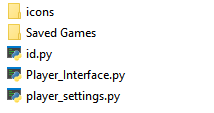 icons
Saved Games
id.py
Player_Interface.py
player_settings.py